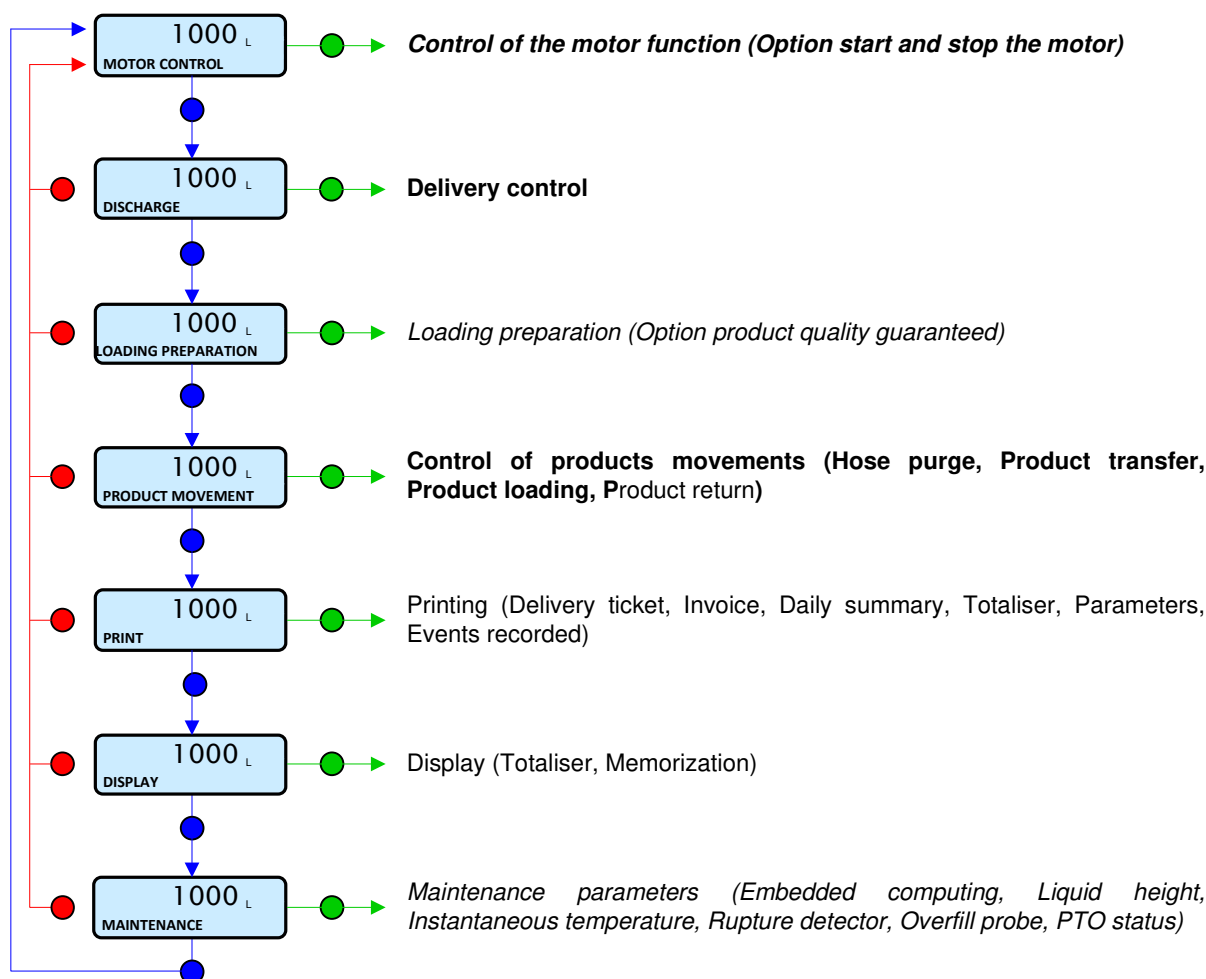 1000 L
MOTOR CONTROL
Control of the motor function (Option start and stop the motor)
1000 L
DISCHARGE
Delivery control
1000 L
LOADING PREPARATION
Loading preparation (Option product quality guaranteed)
1000 L
PRODUCT MOVEMENT
Control of products movements (Hose purge, Product transfer,
Product loading, Product return)
1000 L
PRINT
Printing (Delivery ticket, Invoice, Daily summary, Totaliser, Parameters,
Events recorded)
1000 L
DISPLAY
Display (Totaliser, Memorization)
1000 L
MAINTENANCE
Maintenance parameters (Embedded computing, Liquid height,
Instantaneous temperature, Rupture detector, Overfill probe, PTO status)